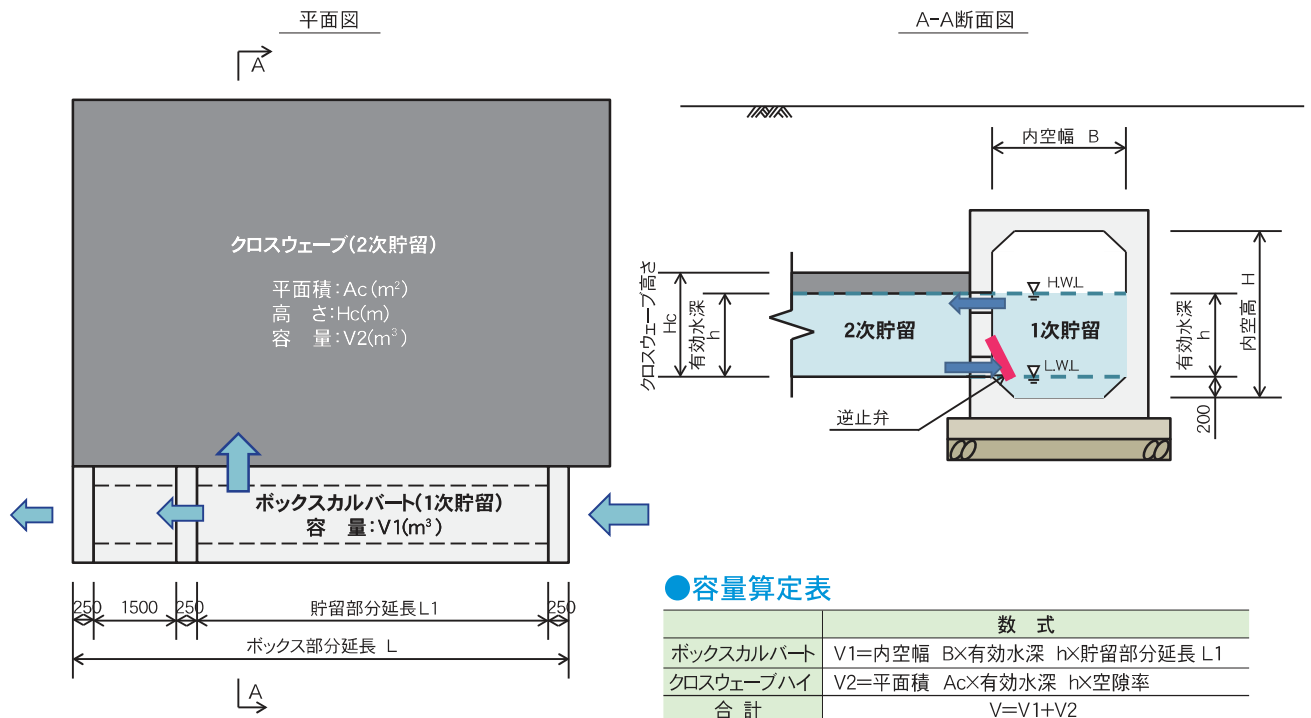 平面図
A
クロスウェーブ(2次貯留)
平面積:Ac(m²)
高　さ:Hc(m)
容　量:V2(m³)
ボックスカルバート(1次貯留)
容　量:V1(m³)
250
1500
250
貯留部分延長L1
250
ボックス部分延長 L
A
A-A断面図
内空幅 B
クロスウェーブ高さ
Hc
有効水深
h
2次貯留
H.W.L
1次貯留
L.W.L
逆止弁
有効水深
h
200
内空高 H
●容量算定表
数 式
ボックスカルバート V1=内空幅 B×有効水深 h×貯留部分延長 L1
クロスウェーブハイ V2=平面積 Ac×有効水深 h×空隙率
合 計 V=V1+V2